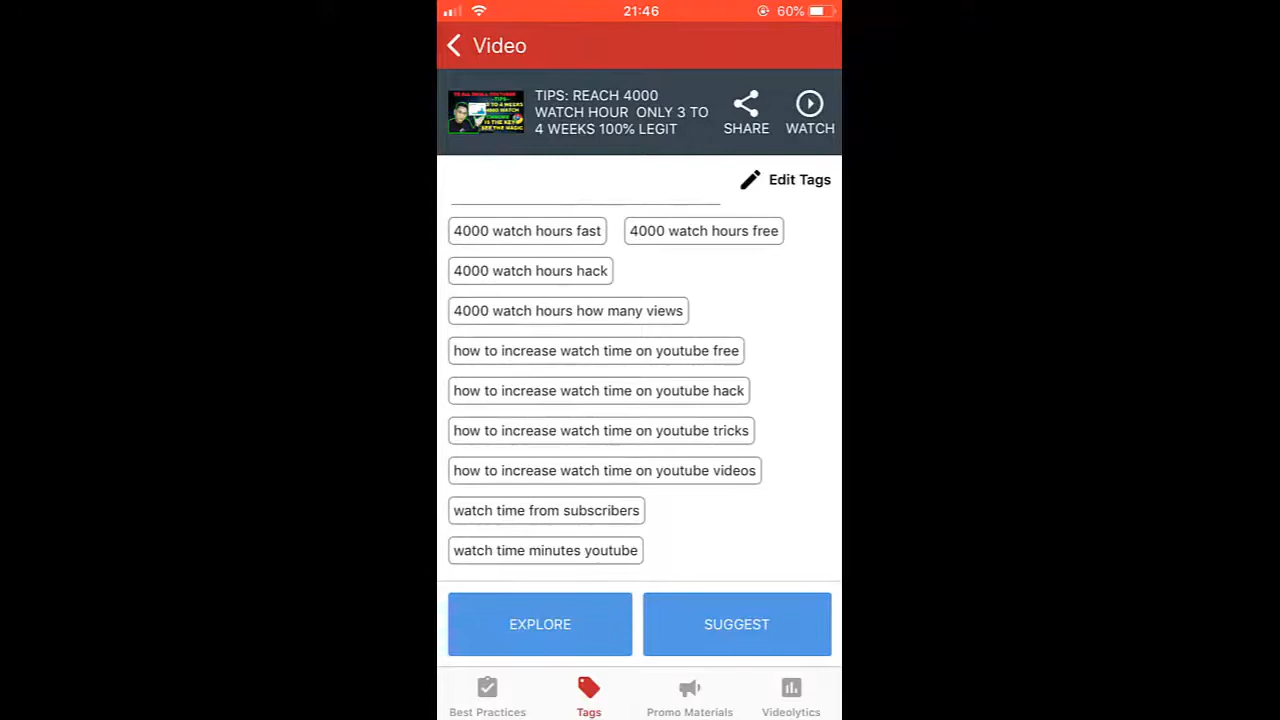 21:46
60%
Video
TIPS: REACH 4000
WATCH HOUR ONLY 3 TO
4 WEEKS 100% LEGIT
SHARE
WATCH
Edit Tags
4000 watch hours fast
4000 watch hours free
4000 watch hours hack
4000 watch hours how many views
how to increase watch time on youtube free
how to increase watch time on youtube hack
how to increase watch time on youtube tricks
how to increase watch time on youtube videos
watch time from subscribers
watch time minutes youtube
EXPLORE
SUGGEST
Best Practices
Tags
Promo Materials
Videolytics